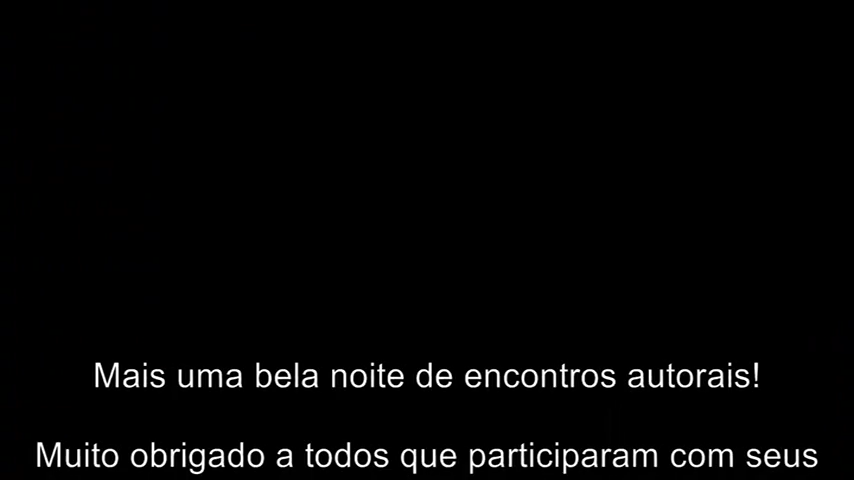 Mais uma bela noite de encontros autorais!
Muito obrigado a todos que participaram com seus